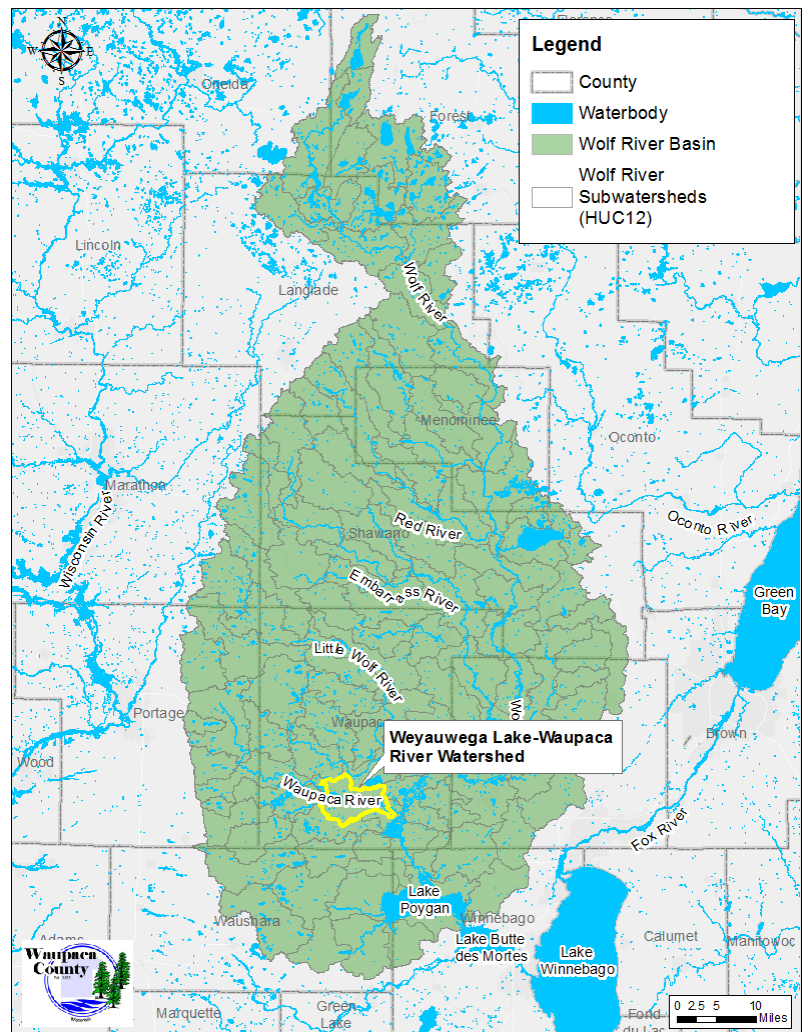 N
W
E
S
Legend
County
Waterbody
Wolf River Basin
Wolf River
Subwatersheds
(HUC12)
Florence
Oneida
Forest
Lincoln
Langlade
Wolf River
Menominee
Oconto
Marathon
Wisconsin River
Shawano
Red River
Oconto River
Embarrass River
Green
Bay
Little Wolf River
Portage
Waupac
Wo
Brown
Wood
Weyauwega Lake-Waupaca
River Watershed
Waupaca River
Fox River
Lake
Poygan
Waushara
Winnebago
Lake Butte
des Mortes
Lake
Winnebago
Calumet
Manitowoc
Adams
Waupaca
County
Marquette
Green
Lake
Fond
du Lac
0 2.5 5 10
Miles